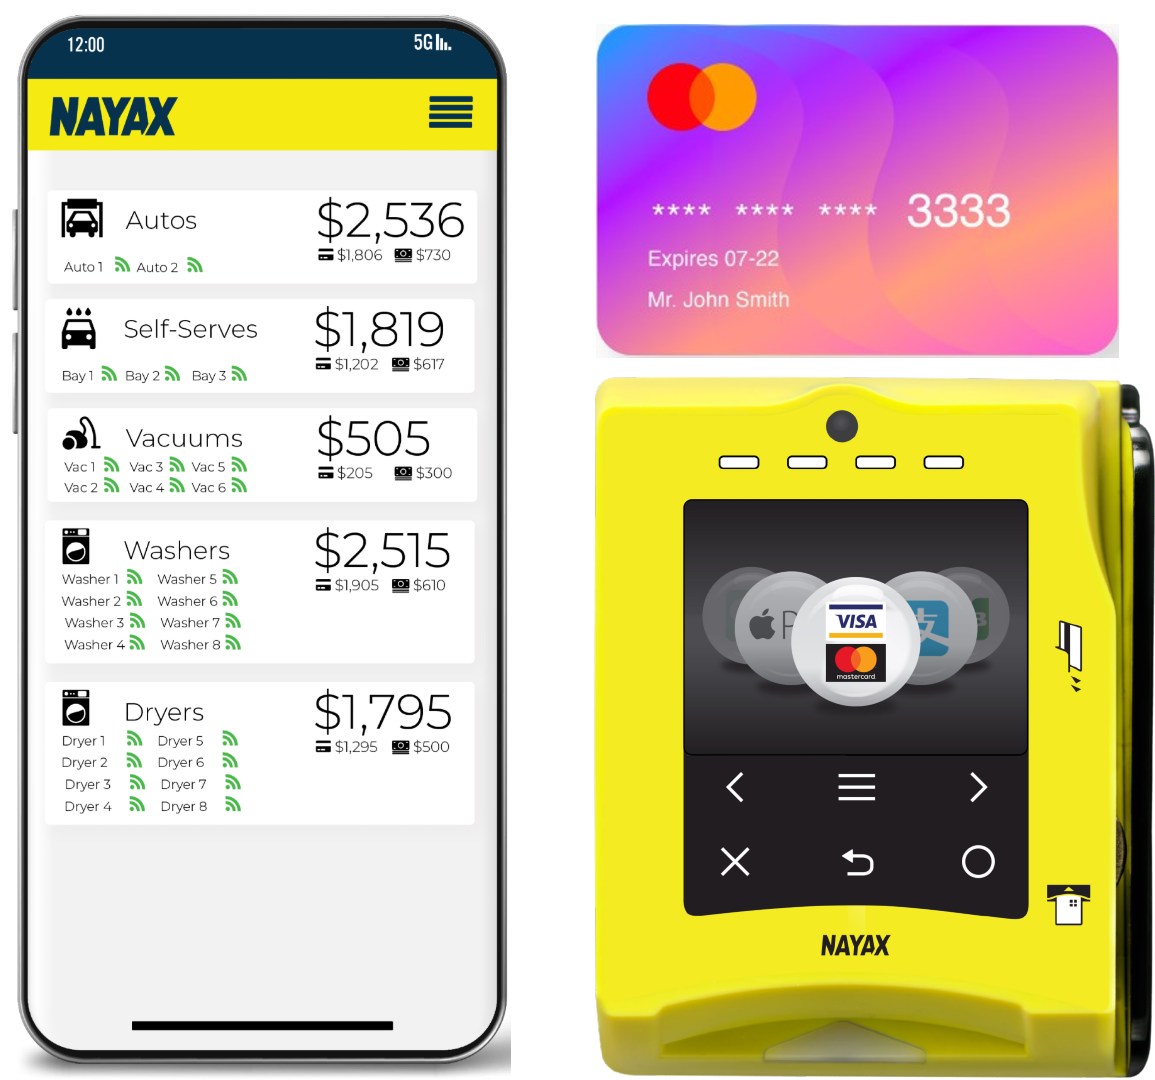 12:00
5G
NAYAX
Autos
$2,536
$1,806 $730
Auto 1 Auto 2
Self-Serves
$1,819
$1,202 $617
Bay 1 Bay 2 Bay 3
Vacuums
$505
$205 $300
Vac 1 Vac 3 Vac 5
Vac 2 Vac 4 Vac 6
Washers
$2,515
$1,905 $610
Washer 1 Washer 5
Washer 2 Washer 6
Washer 3 Washer 7
Washer 4 Washer 8
Dryers
$1,795
$1,295 $500
Dryer 1 Dryer 5
Dryer 2 Dryer 6
Dryer 3 Dryer 7
Dryer 4 Dryer 8
**** **** **** 3333
Expires 07-22
Mr. John Smith
VISA
mastercard
支
NAYAX